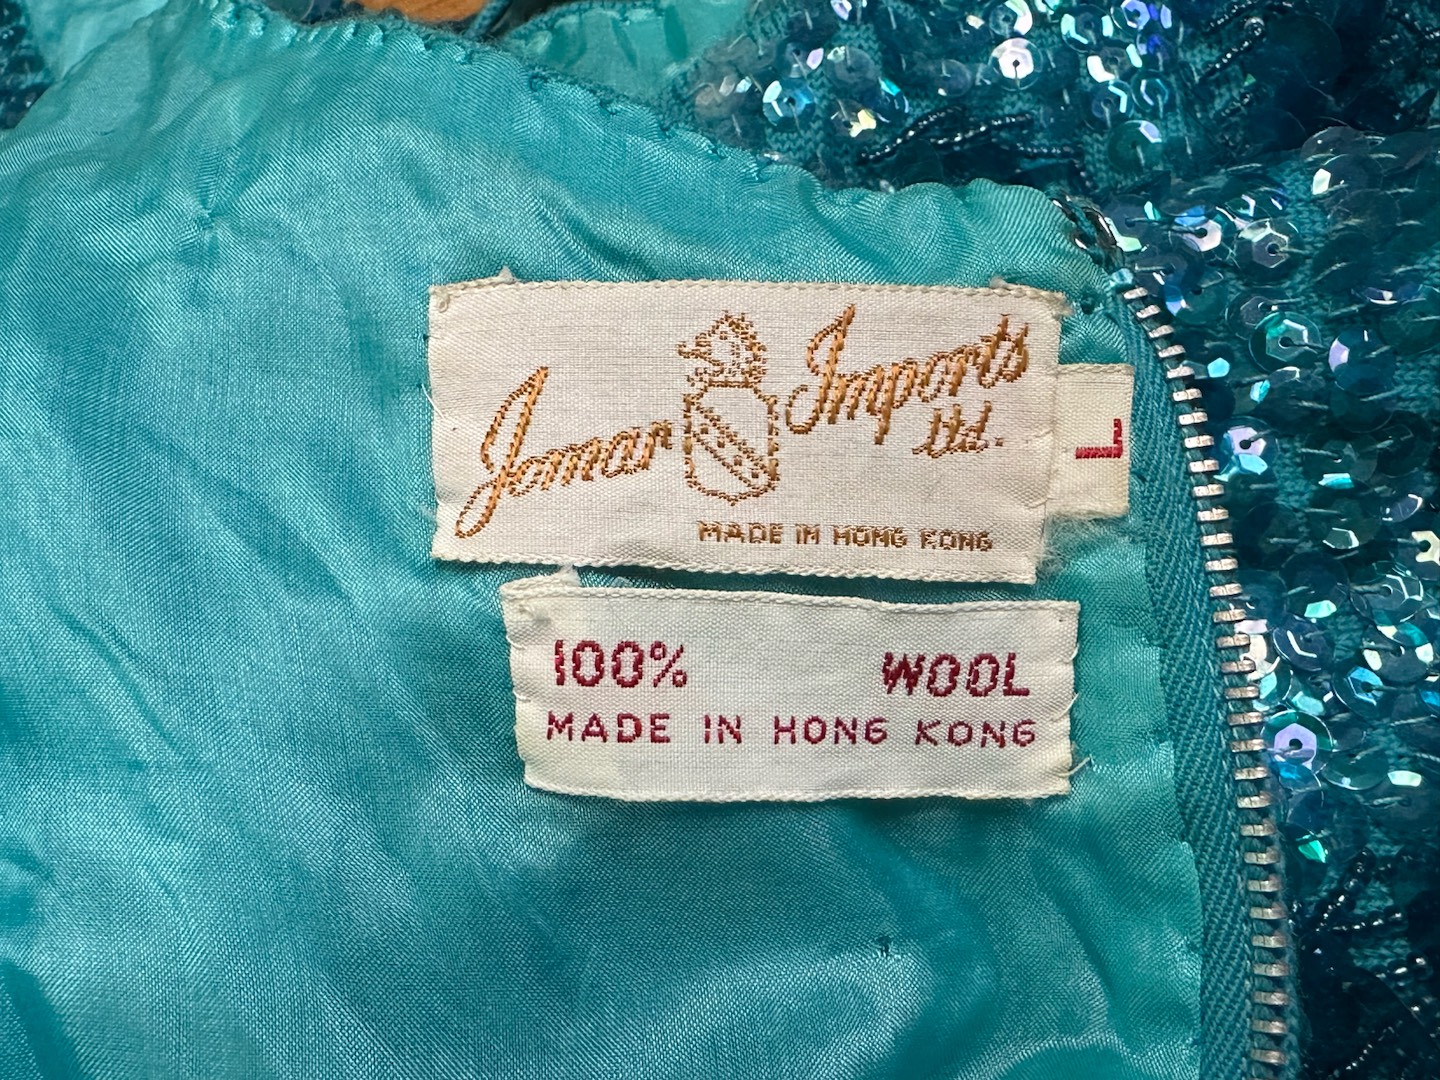 Jomar Imports
Ltd.
MADE IN HONG KONG
L
100% WOOL
MADE IN HONG KONG